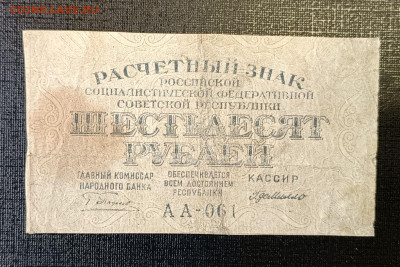 РАСЧЕТНЫЙ ЗНАК
РОССИЙСКОЙ
СОЦИАЛИСТИЧЕСКОЙ ФЕДЕРАТИВНОЙ
СОВЕТСКОЙ РЕСПУБЛИКИ
ШЕСТЬДЕСЯТ
РУБЛЕЙ
ГЛАВНЫЙ КОМИССАР
НАРОДНОГО БАНКА
ОБЕСПЕЧИВАЕТСЯ
ВСЕМ ДОСТОЯНИЕМ
РЕСПУБЛИКИ
КАССИР
АА-061